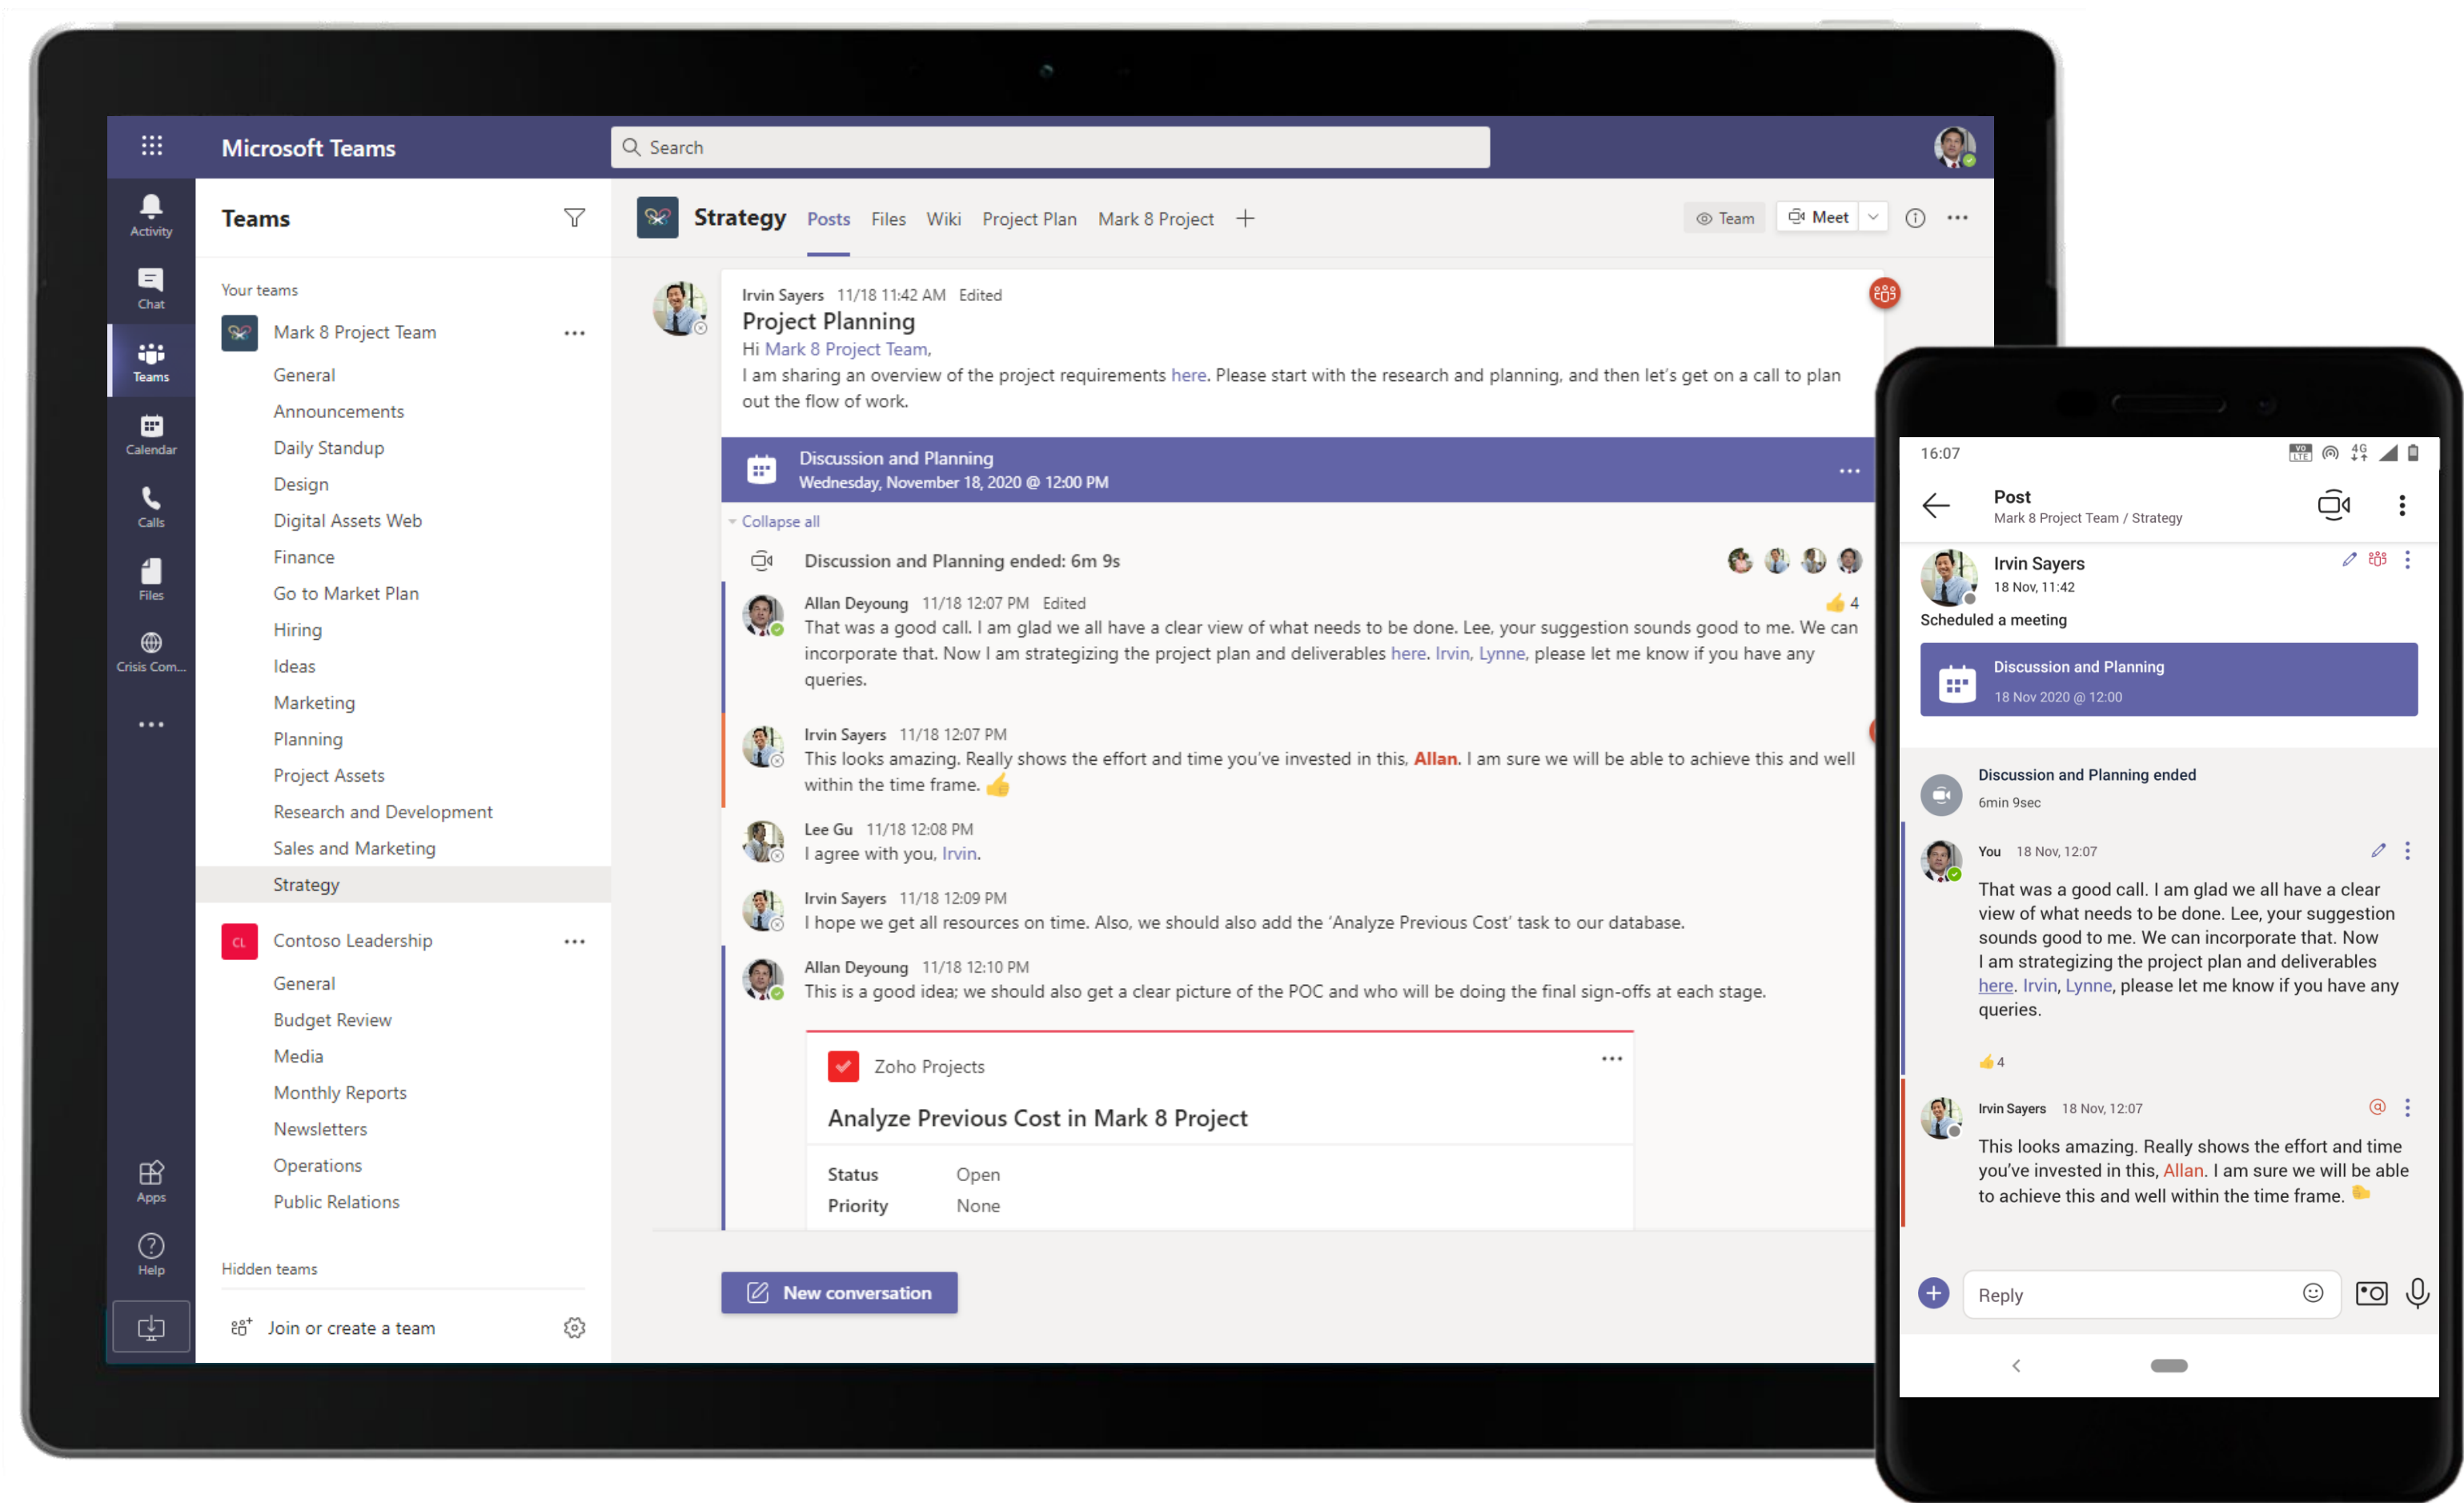 Microsoft Teams
Search
Activity
Chat
Teams
Calendar
Calls
Files
Crisis Com...
Apps
Help
Teams
Your teams
Mark 8 Project Team
General
Announcements
Daily Standup
Design
Digital Assets Web
Finance
Go to Market Plan
Hiring
Ideas
Marketing
Planning
Project Assets
Research and Development
Sales and Marketing
Strategy
CL Contoso Leadership
General
Budget Review
Media
Monthly Reports
Newsletters
Operations
Public Relations
Hidden teams
Join or create a team
Strategy Posts Files Wiki Project Plan Mark 8 Project
Team Meet
Irvin Sayers 11/18 11:42 AM Edited
Project Planning
Hi Mark 8 Project Team,
I am sharing an overview of the project requirements here. Please start with the research and planning, and then let's get on a call to plan
out the flow of work.
Discussion and Planning
Wednesday, November 18, 2020 @ 12:00 PM
Collapse all
Discussion and Planning ended: 6m 9s
Allan Deyoung 11/18 12:07 PM Edited 4
That was a good call. I am glad we all have a clear view of what needs to be done. Lee, your suggestion sounds good to me. We can
incorporate that. Now I am strategizing the project plan and deliverables here. Irvin, Lynne, please let me know if you have any
queries.
Irvin Sayers 11/18 12:07 PM
This looks amazing. Really shows the effort and time you've invested in this, Allan. I am sure we will be able to achieve this and well
within the time frame.
Lee Gu 11/18 12:08 PM
I agree with you, Irvin.
Irvin Sayers 11/18 12:09 PM
I hope we get all resources on time. Also, we should also add the 'Analyze Previous Cost' task to our database.
Allan Deyoung 11/18 12:10 PM
This is a good idea; we should also get a clear picture of the POC and who will be doing the final sign-offs at each stage.
Zoho Projects
Analyze Previous Cost in Mark 8 Project
Status Open
Priority None
New conversation
16:07 VO LTE 4G
Post
Mark 8 Project Team / Strategy
Irvin Sayers
18 Nov, 11:42
Scheduled a meeting
Discussion and Planning
18 Nov 2020 @ 12:00
Discussion and Planning ended
6min 9sec
You 18 Nov, 12:07
That was a good call. I am glad we all have a clear
view of what needs to be done. Lee, your suggestion
sounds good to me. We can incorporate that. Now
I am strategizing the project plan and deliverables
here. Irvin, Lynne, please let me know if you have any
queries.
4
Irvin Sayers 18 Nov, 12:07 @
This looks amazing. Really shows the effort and time
you've invested in this, Allan. I am sure we will be able
to achieve this and well within the time frame.
Reply